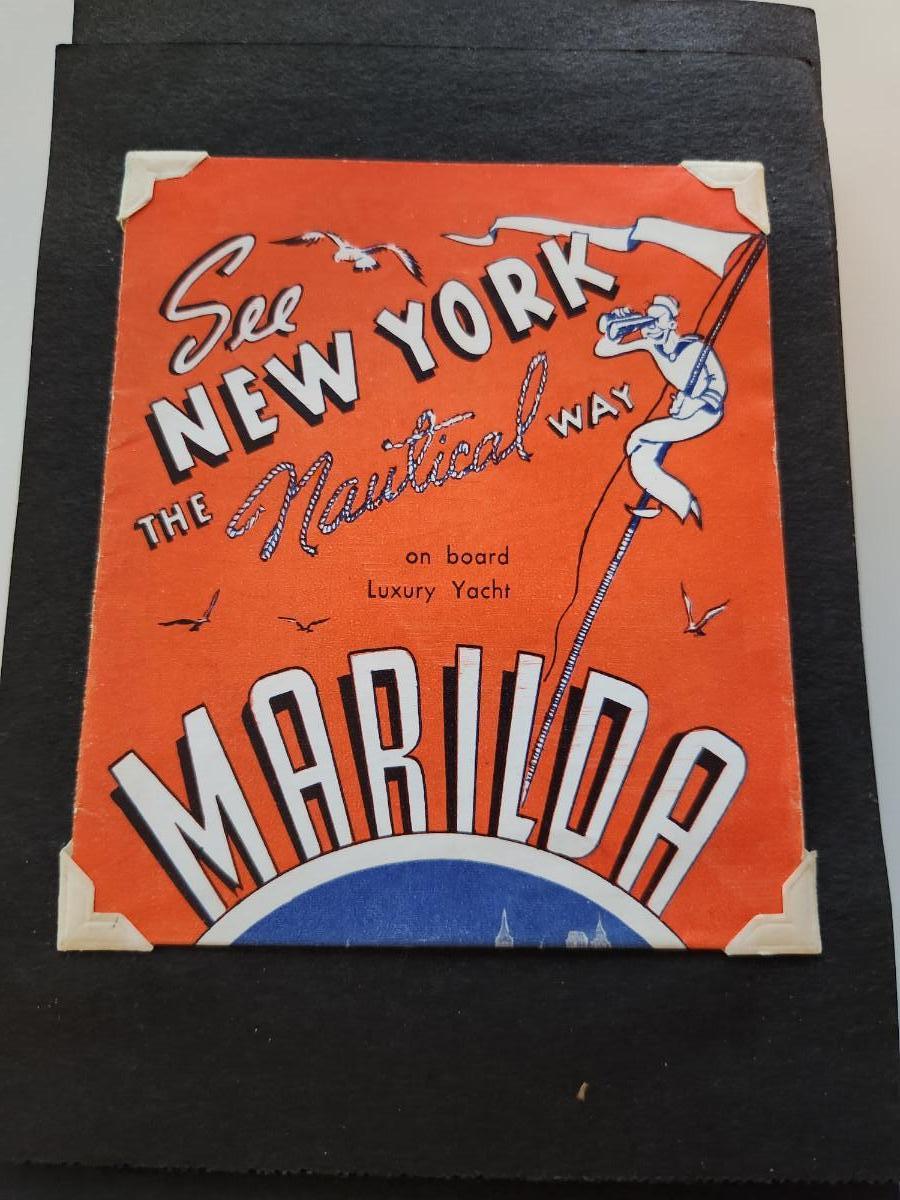 See
NEW YORK
THE Nautical WAY
on board
Luxury Yacht
MARILDA